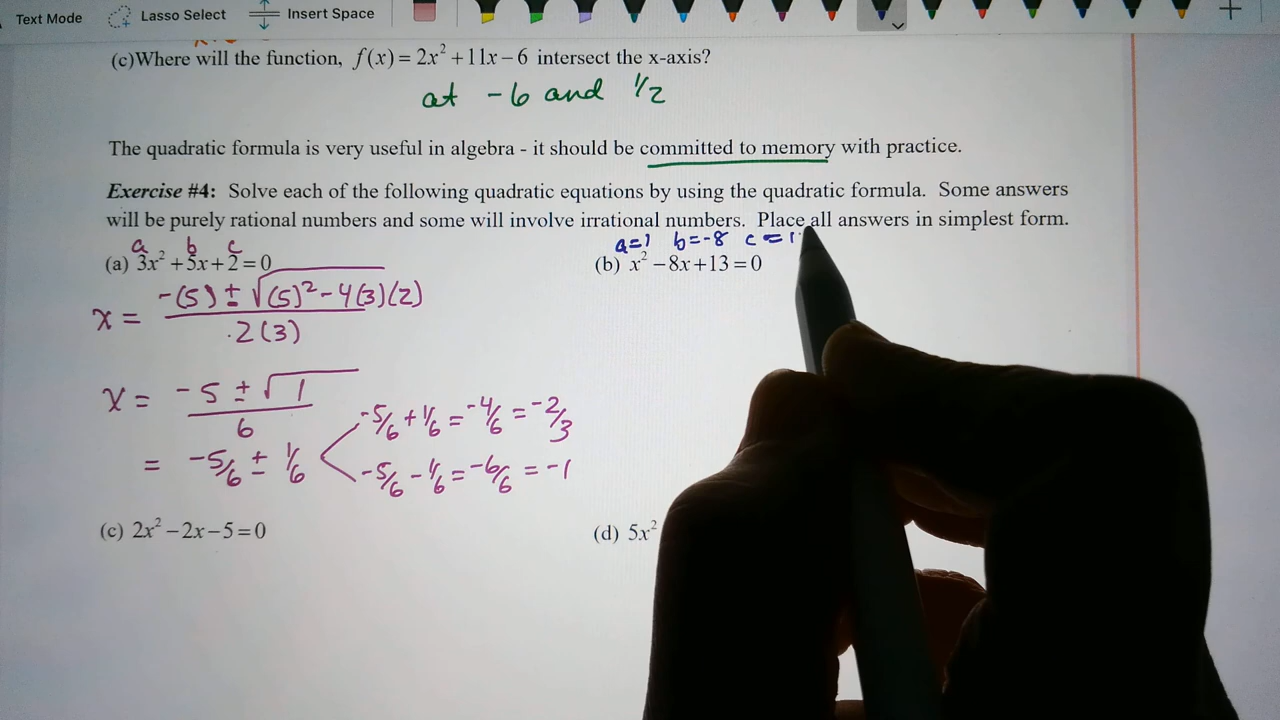 Text Mode Lasso Select Insert Space
(c)Where will the function, f(x) = 2x² + 11x – 6 intersect the x-axis?
at -6 and 1/2
The quadratic formula is very useful in algebra - it should be committed to memory with practice.
Exercise #4: Solve each of the following quadratic equations by using the quadratic formula. Some answers
will be purely rational numbers and some will involve irrational numbers. Place all answers in simplest form.
a b c
a=1 b=-8 c=1
(a) 3x² + 5x + 2 = 0
(b) x² – 8x + 13 = 0
x = (-(5) ± √((5)² - 4(3)(2))) / 2(3)
x = (-5 ± √1) / 6
= -5/6 ± 1/6
-5/6 + 1/6 = -4/6 = -2/3
-5/6 - 1/6 = -6/6 = -1
(c) 2x² – 2x – 5 = 0
(d) 5x²